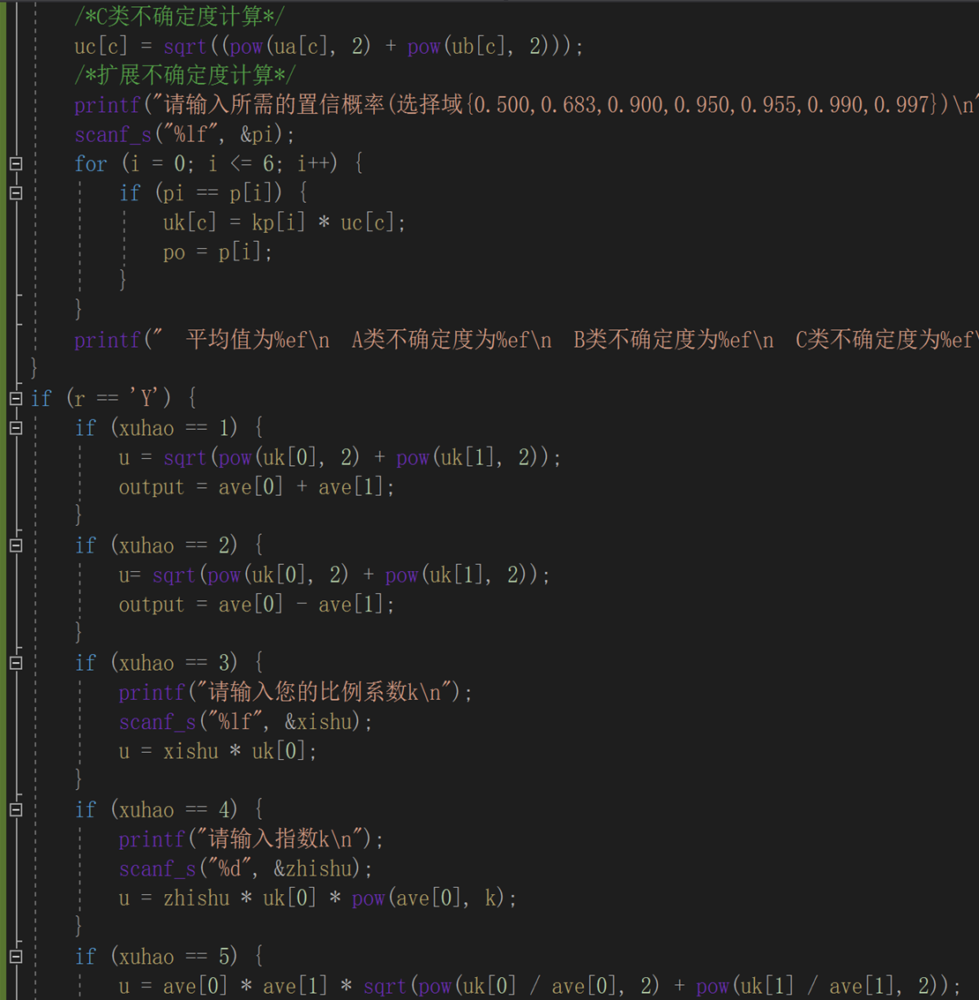 /*C类不确定度计算*/
uc[c] = sqrt((pow(ua[c], 2) + pow(ub[c], 2)));
/*扩展不确定度计算*/
printf("请输入所需的置信概率(选择域{0.500,0.683,0.900,0.950,0.955,0.990,0.997})\n"
scanf_s("%lf", &pi);
for (i = 0; i <= 6; i++) {
if (pi == p[i]) {
uk[c] = kp[i] * uc[c];
po = p[i];
}
}
printf("  平均值为%ef\n  A类不确定度为%ef\n  B类不确定度为%ef\n  C类不确定度为%ef\
}
if (r == 'Y') {
if (xuhao == 1) {
u = sqrt(pow(uk[0], 2) + pow(uk[1], 2));
output = ave[0] + ave[1];
}
if (xuhao == 2) {
u= sqrt(pow(uk[0], 2) + pow(uk[1], 2));
output = ave[0] - ave[1];
}
if (xuhao == 3) {
printf("请输入您的比例系数k\n");
scanf_s("%lf", &xishu);
u = xishu * uk[0];
}
if (xuhao == 4) {
printf("请输入指数k\n");
scanf_s("%d", &zhishu);
u = zhishu * uk[0] * pow(ave[0], k);
}
if (xuhao == 5) {
u = ave[0] * ave[1] * sqrt(pow(uk[0] / ave[0], 2) + pow(uk[1] / ave[1], 2));